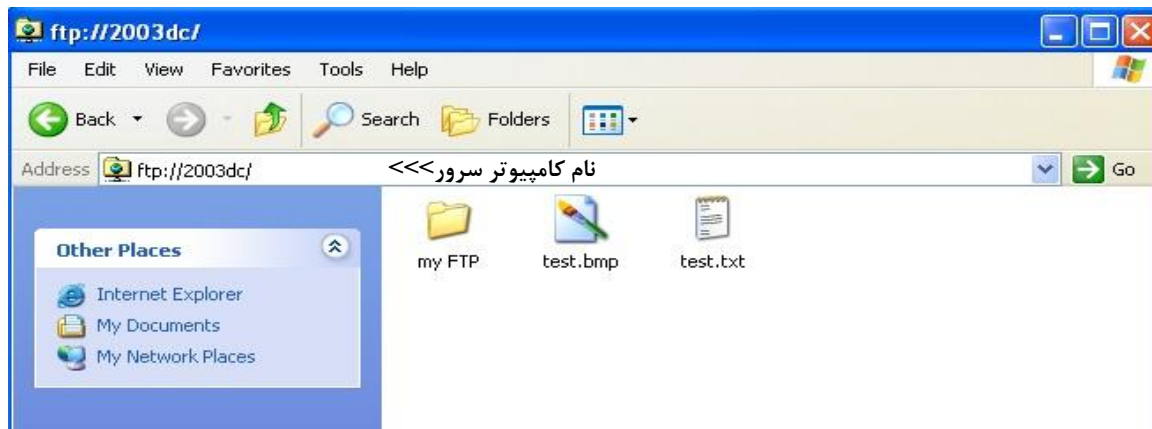 ftp://2003dc/
File Edit View Favorites Tools Help
Back Search Folders
Address ftp://2003dc/ نام کامپیوتر سرور>>> Go
Other Places
Internet Explorer
My Documents
My Network Places
my FTP test.bmp test.txt